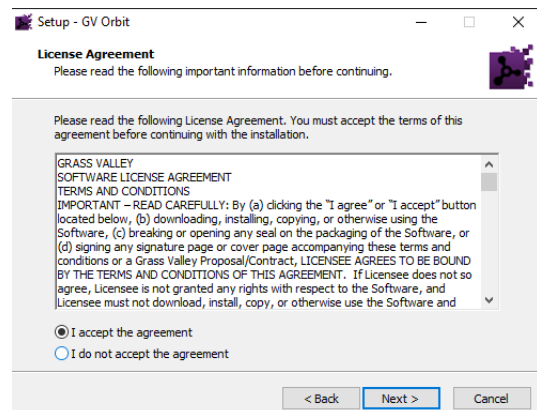 Setup - GV Orbit
License Agreement
Please read the following important information before continuing.
Please read the following License Agreement. You must accept the terms of this
agreement before continuing with the installation.
GRASS VALLEY
SOFTWARE LICENSE AGREEMENT
TERMS AND CONDITIONS
IMPORTANT – READ CAREFULLY: By (a) clicking the “I agree” or “I accept” button
located below, (b) downloading, installing, copying, or otherwise using the
Software, (c) breaking or opening any seal on the packaging of the Software, or
(d) signing any signature page or cover page accompanying these terms and
conditions or a Grass Valley Proposal/Contract, LICENSEE AGREES TO BE BOUND
BY THE TERMS AND CONDITIONS OF THIS AGREEMENT.  If Licensee does not so
agree, Licensee is not granted any rights with respect to the Software, and
Licensee must not download, install, copy, or otherwise use the Software and
I accept the agreement
I do not accept the agreement
< Back Next > Cancel